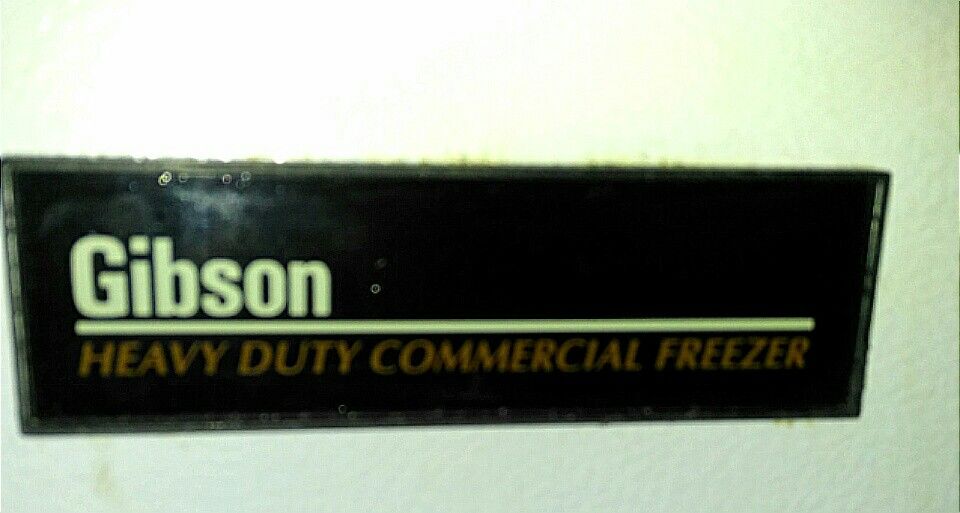 Gibson
HEAVY DUTY COMMERCIAL FREEZER